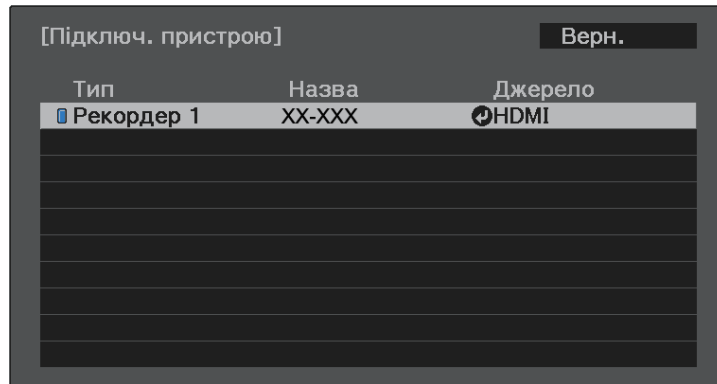 [Підключ. пристрою] Верн.
Тип Назва Джерело
Рекордер 1 XX-XXX HDMI